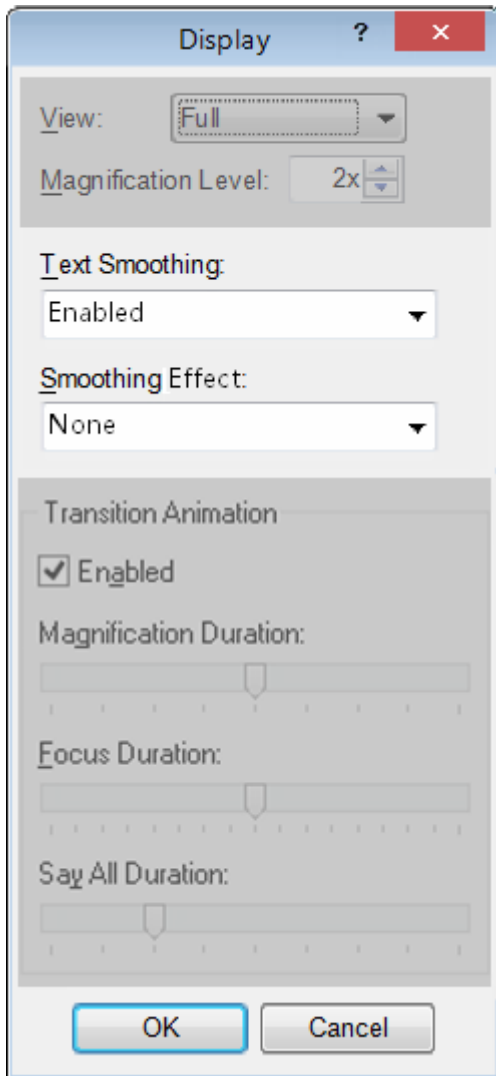 Display ?
View: Full
Magnification Level: 2x
Text Smoothing:
Enabled
Smoothing Effect:
None
Transition Animation
Enabled
Magnification Duration:
Focus Duration:
Say All Duration:
OK Cancel